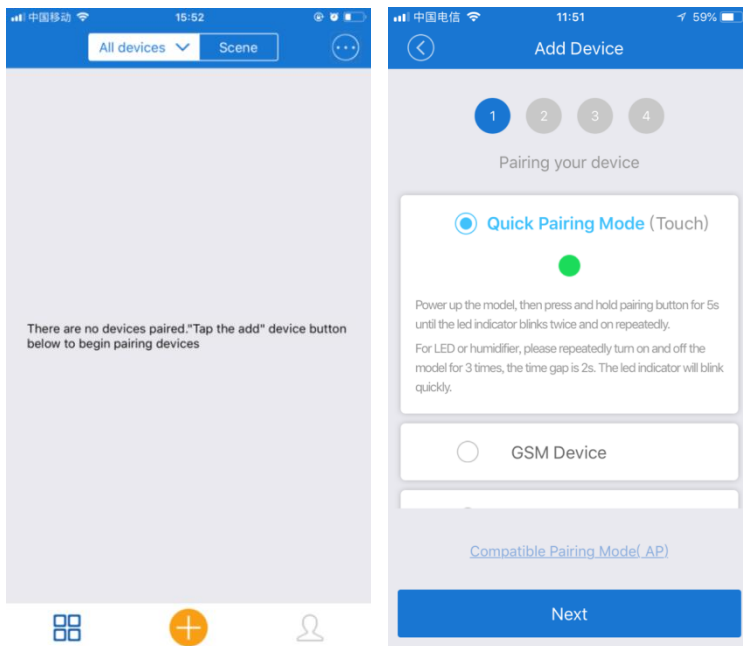 中国移动
15:52
All devices
Scene
There are no devices paired."Tap the add" device button
below to begin pairing devices
中国电信
11:51
59%
Add Device
1
2
3
4
Pairing your device
Quick Pairing Mode (Touch)
Power up the model, then press and hold pairing button for 5s
until the led indicator blinks twice and on repeatedly.
For LED or humidifier, please repeatedly turn on and off the
model for 3 times, the time gap is 2s. The led indicator will blink
quickly.
GSM Device
Compatible Pairing Mode( AP)
Next